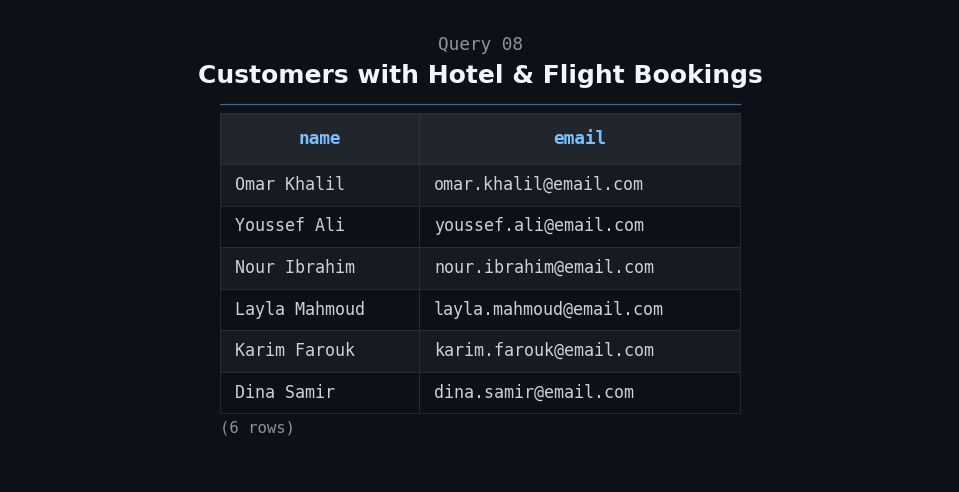 Query 08
Customers with Hotel & Flight Bookings
name email
Omar Khalil omar.khalil@email.com
Youssef Ali youssef.ali@email.com
Nour Ibrahim nour.ibrahim@email.com
Layla Mahmoud layla.mahmoud@email.com
Karim Farouk karim.farouk@email.com
Dina Samir dina.samir@email.com
(6 rows)